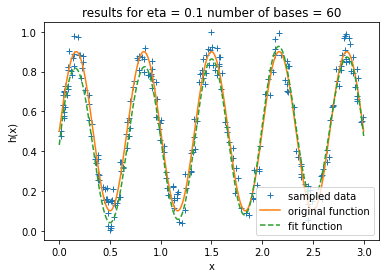 results for eta = 0.1 number of bases = 60
h(x)
1.0
0.8
0.6
0.4
0.2
0.0
sampled data
original function
fit function
0.0 0.5 1.0 1.5 2.0 2.5 3.0
x